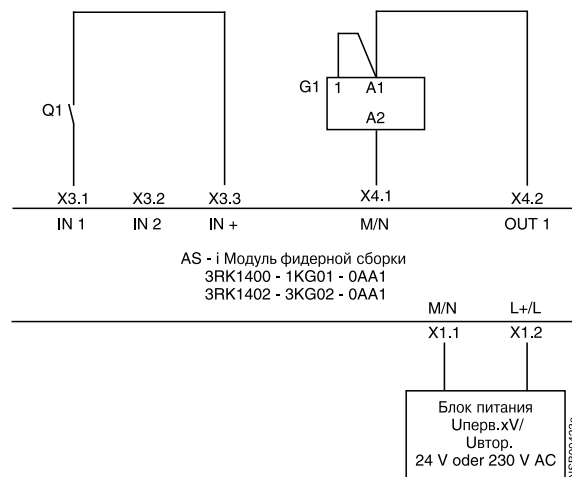 G1 1 A1
Q1
A2
X3.1 X3.2 X3.3 X4.1 X4.2
IN 1 IN 2 IN + M/N OUT 1
AS - i Модуль фидерной сборки
3RK1400 - 1KG01 - 0AA1
3RK1402 - 3KG02 - 0AA1
M/N L+/L
X1.1 X1.2
Блок питания
Uперв.xV/
Uвтор.
24 V oder 230 V AC